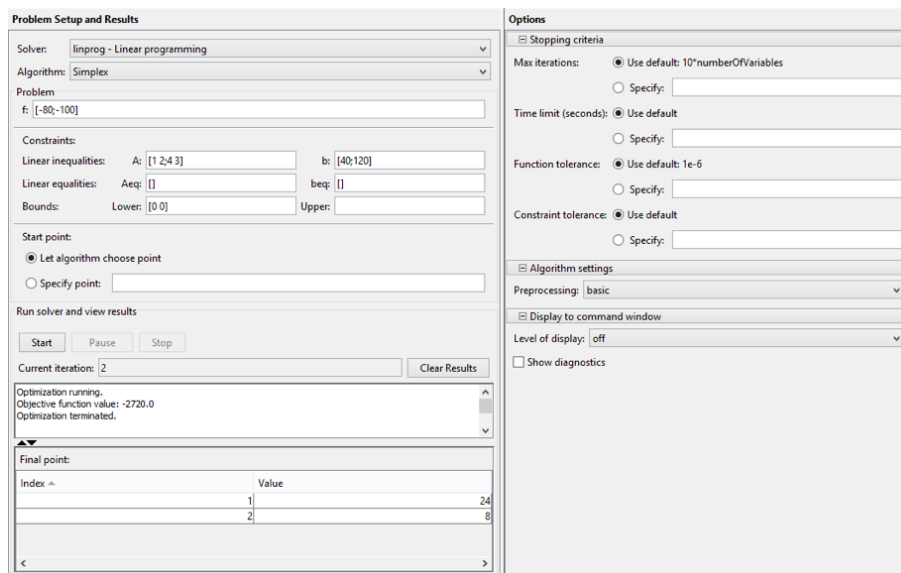 Problem Setup and Results
Solver: linprog - Linear programming
Algorithm: Simplex
Problem
f: [-80;-100]
Constraints:
Linear inequalities: A: [1 2;4 3] b: [40;120]
Linear equalities: Aeq: [] beq: []
Bounds: Lower: [0 0] Upper:
Start point:
Let algorithm choose point
Specify point:
Run solver and view results
Start Pause Stop
Current iteration: 2 Clear Results
Optimization running.
Objective function value: -2720.0
Optimization terminated.
Final point:
Index Value
1 24
2 8
Options
Stopping criteria
Max iterations: Use default: 10*numberOfVariables
Specify:
Time limit (seconds): Use default
Specify:
Function tolerance: Use default: 1e-6
Specify:
Constraint tolerance: Use default
Specify:
Algorithm settings
Preprocessing: basic
Display to command window
Level of display: off
Show diagnostics